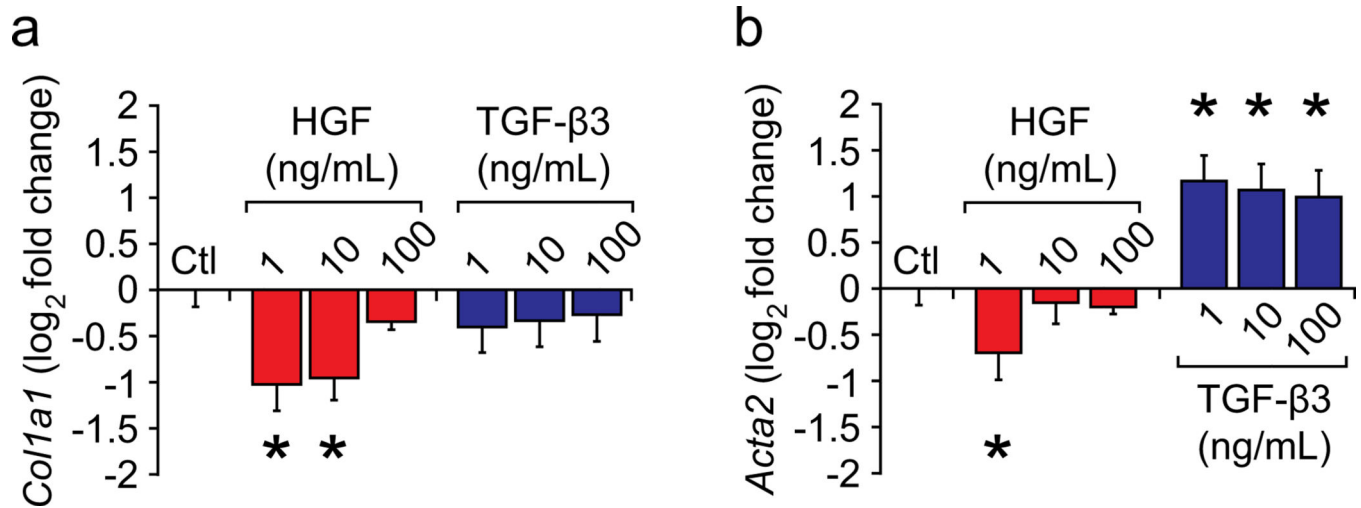 a
Col1a1 (log2 fold change)
2
1.5
1
0.5
0
-0.5
-1
-1.5
-2
HGF
(ng/mL)
TGF-β3
(ng/mL)
Ctl
1
10
100
1
10
100
*
*
b
Acta2 (log2 fold change)
2
1.5
1
0.5
0
-0.5
-1
-1.5
-2
HGF
(ng/mL)
* * *
Ctl
1
10
100
1
10
100
TGF-β3
(ng/mL)
*